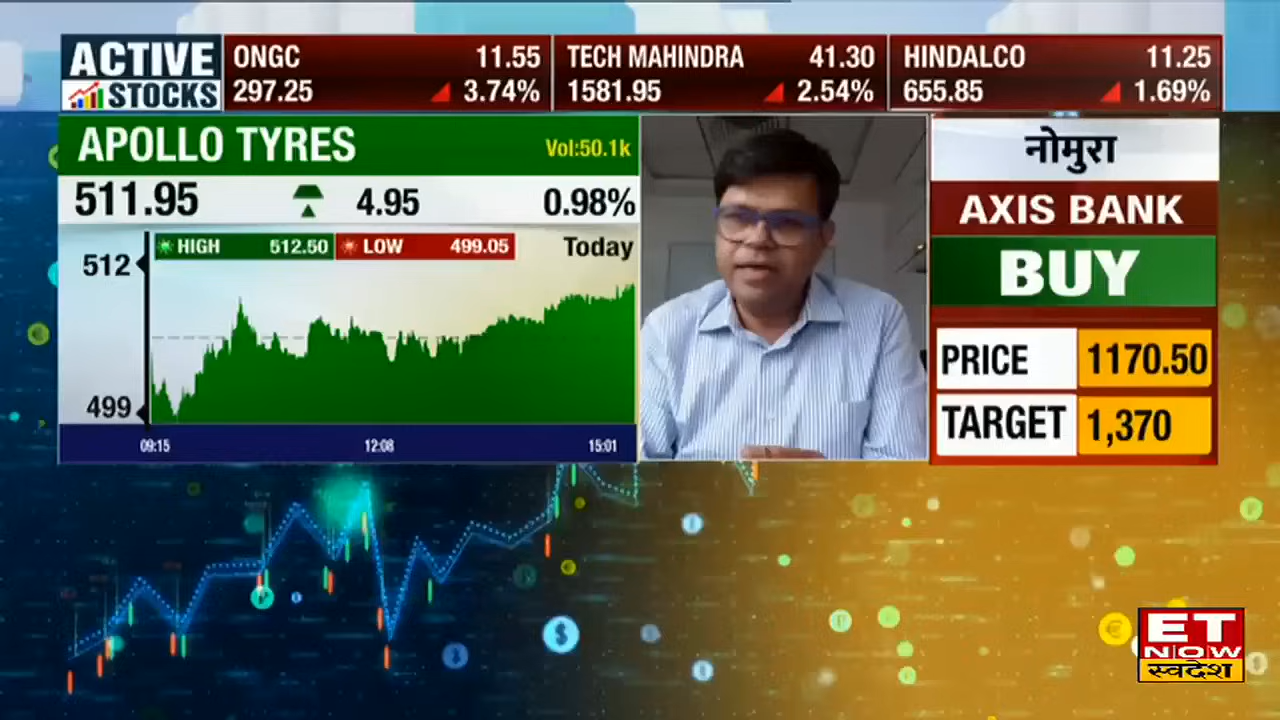 ACTIVE
STOCKS
ONGC 11.55
297.25 3.74%
TECH MAHINDRA 41.30
1581.95 2.54%
HINDALCO 11.25
655.85 1.69%
APOLLO TYRES Vol:50.1k
511.95 4.95 0.98%
HIGH 512.50 LOW 499.05 Today
512
499
09:15 12:08 15:01
नोमुरा
AXIS BANK
BUY
PRICE 1170.50
TARGET 1,370
ET
NOW
स्वदेश